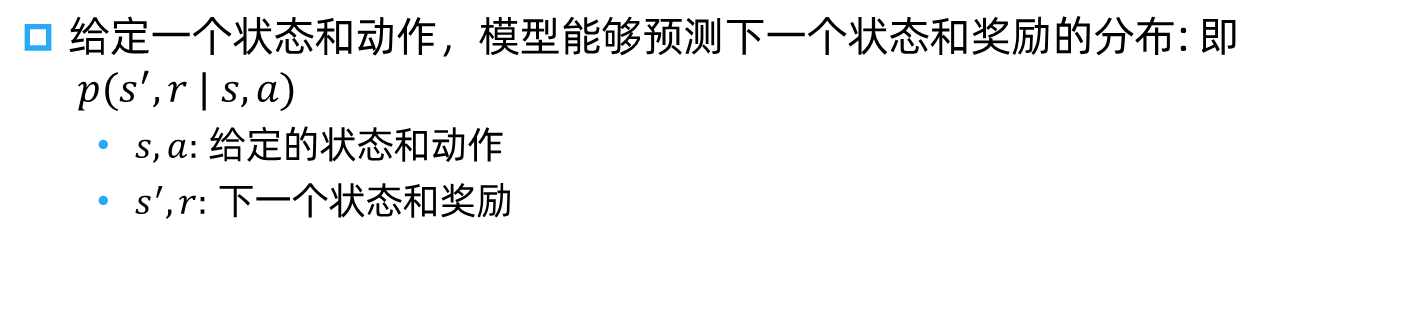 给定一个状态和动作，模型能够预测下一个状态和奖励的分布: 即
p(s′, r | s, a)
• s, a: 给定的状态和动作
• s′, r: 下一个状态和奖励